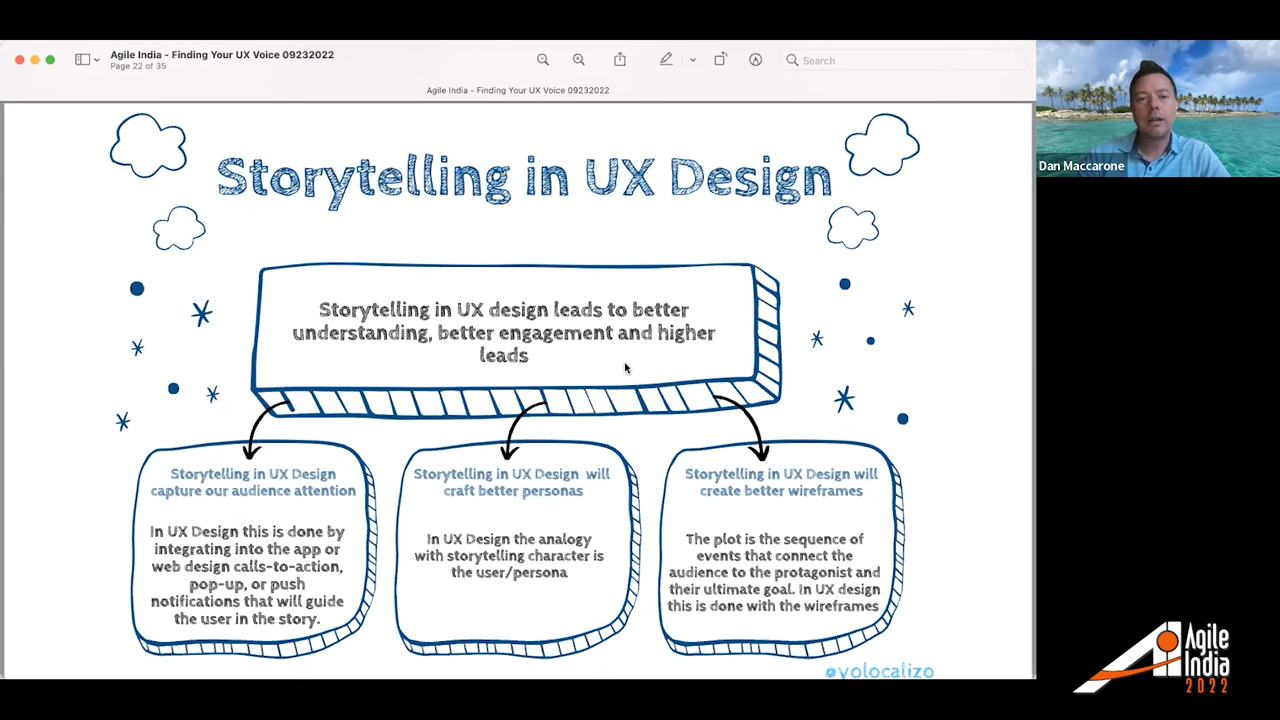 Agile India - Finding Your UX Voice 09232022
Page 22 of 35
Search
Agile India - Finding Your UX Voice 09232022
Dan Maccarone
Storytelling in UX Design
Storytelling in UX design leads to better
understanding, better engagement and higher
leads
Storytelling in UX Design
capture our audience attention
In UX Design this is done by
integrating into the app or
web design calls-to-action,
pop-up, or push
notifications that will guide
the user in the story.
Storytelling in UX Design will
craft better personas
In UX Design the analogy
with storytelling character is
the user/persona
Storytelling in UX Design will
create better wireframes
The plot is the sequence of
events that connect the
audience to the protagonist and
their ultimate goal. In UX design
this is done with the wireframes
@yolocalizo
Agile
India
2022